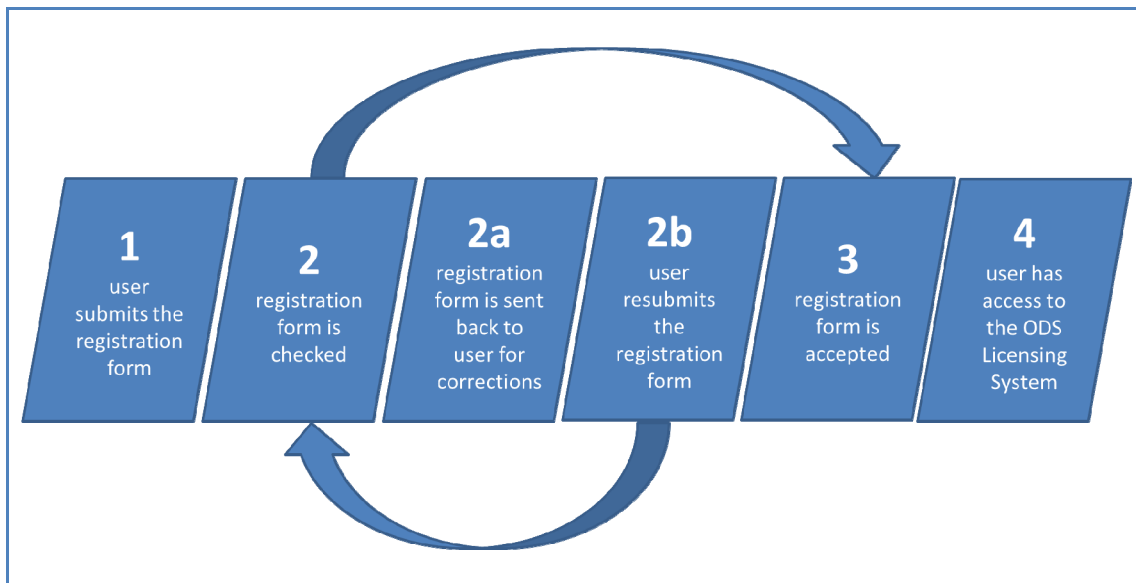 1
user
submits the
registration
form
2
registration
form is
checked
2a
registration
form is sent
back to
user for
corrections
2b
user
resubmits
the
registration
form
3
registration
form is
accepted
4
user has
access to
the ODS
Licensing
System